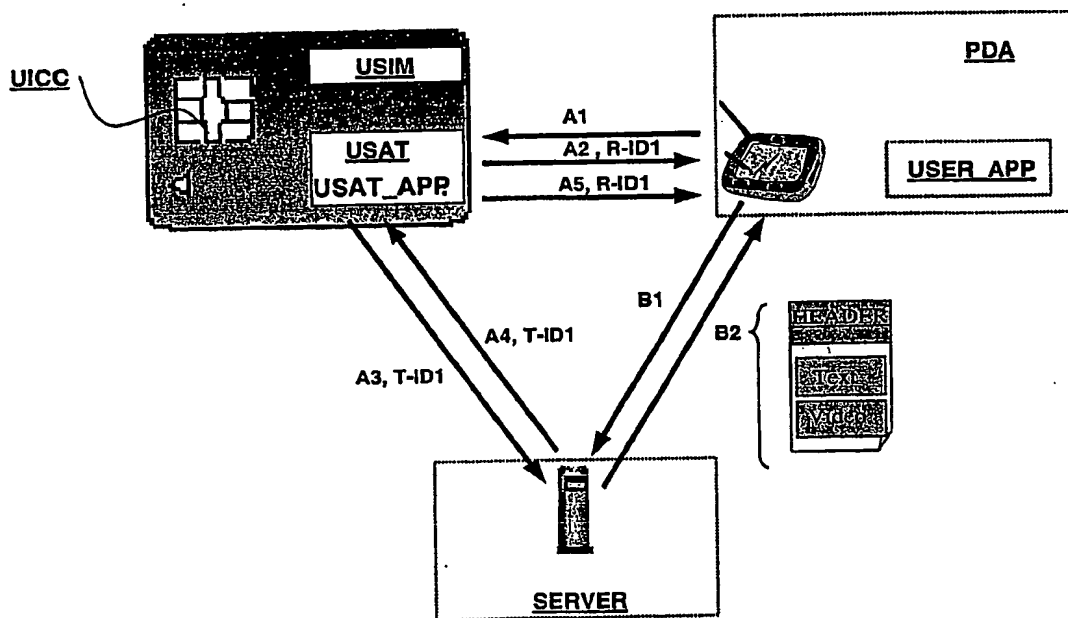 UICC
USIM
USAT
USAT_APP
A1
A2 , R-ID1
A5, R-ID1
PDA
USER_APP
A4, T-ID1
A3, T-ID1
B1
B2
HEADER
Text
Video
SERVER